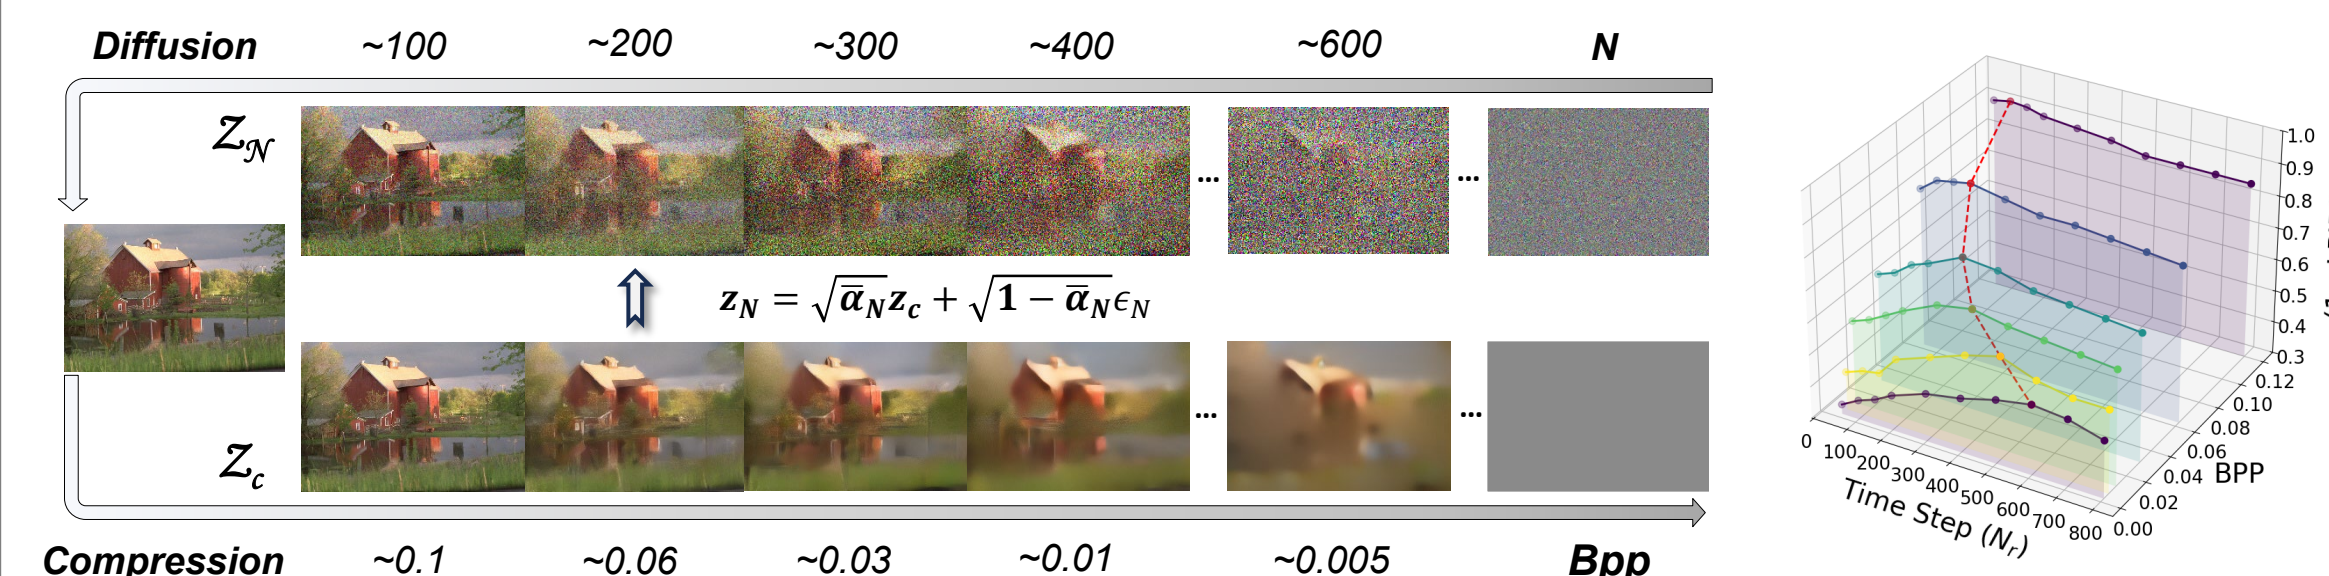 Diffusion ~100 ~200 ~300 ~400 ~600 N
Z_N
... ...
z_N = √ᾱ_N z_c + √1 − ᾱ_N ϵ_N
Z_c
... ...
Compression ~0.1 ~0.06 ~0.03 ~0.01 ~0.005 Bpp
1.0
0.9
0.8
0.7
0.6
0.5
0.4
0.3
0.12
0.10
0.08
0.06
0.04
0.02
0.00
BPP
0 100 200 300 400 500 600 700 800
Time Step (N_r)